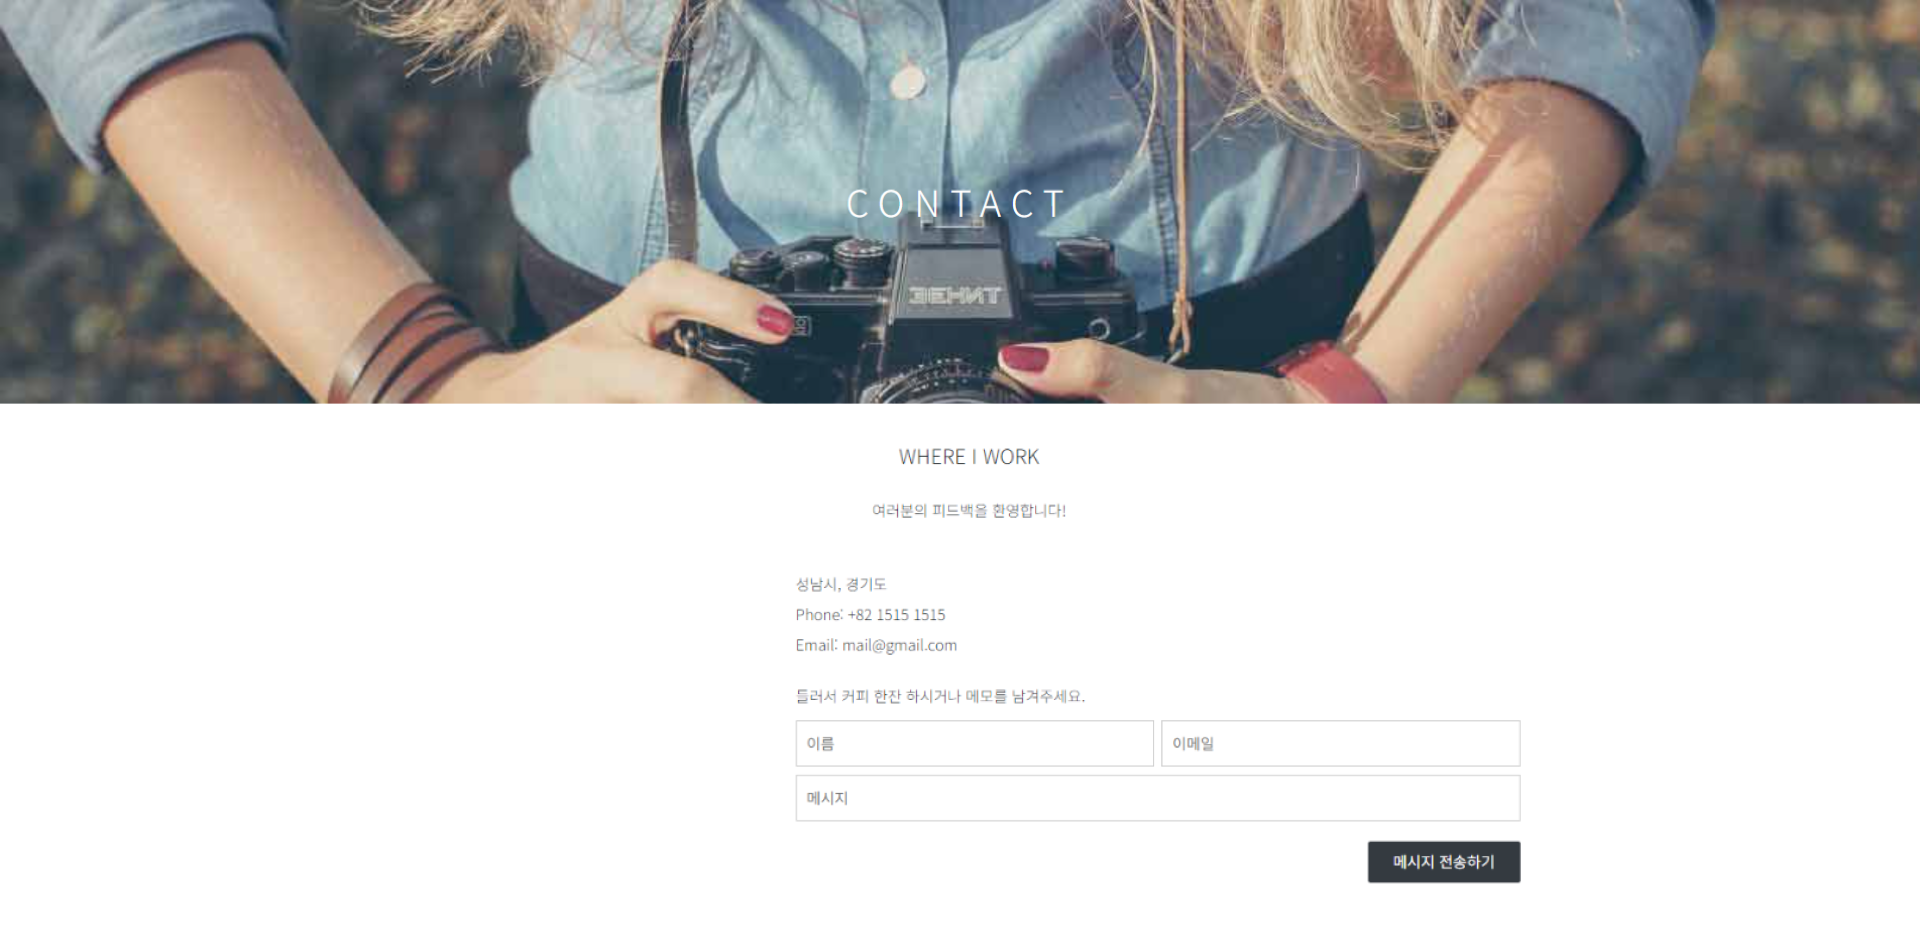 CONTACT
ЗЕНИТ
WHERE I WORK
여러분의 피드백을 환영합니다!
성남시, 경기도
Phone: +82 1515 1515
Email: mail@gmail.com
들러서 커피 한잔 하시거나 메모를 남겨주세요.
이름
이메일
메시지
메시지 전송하기